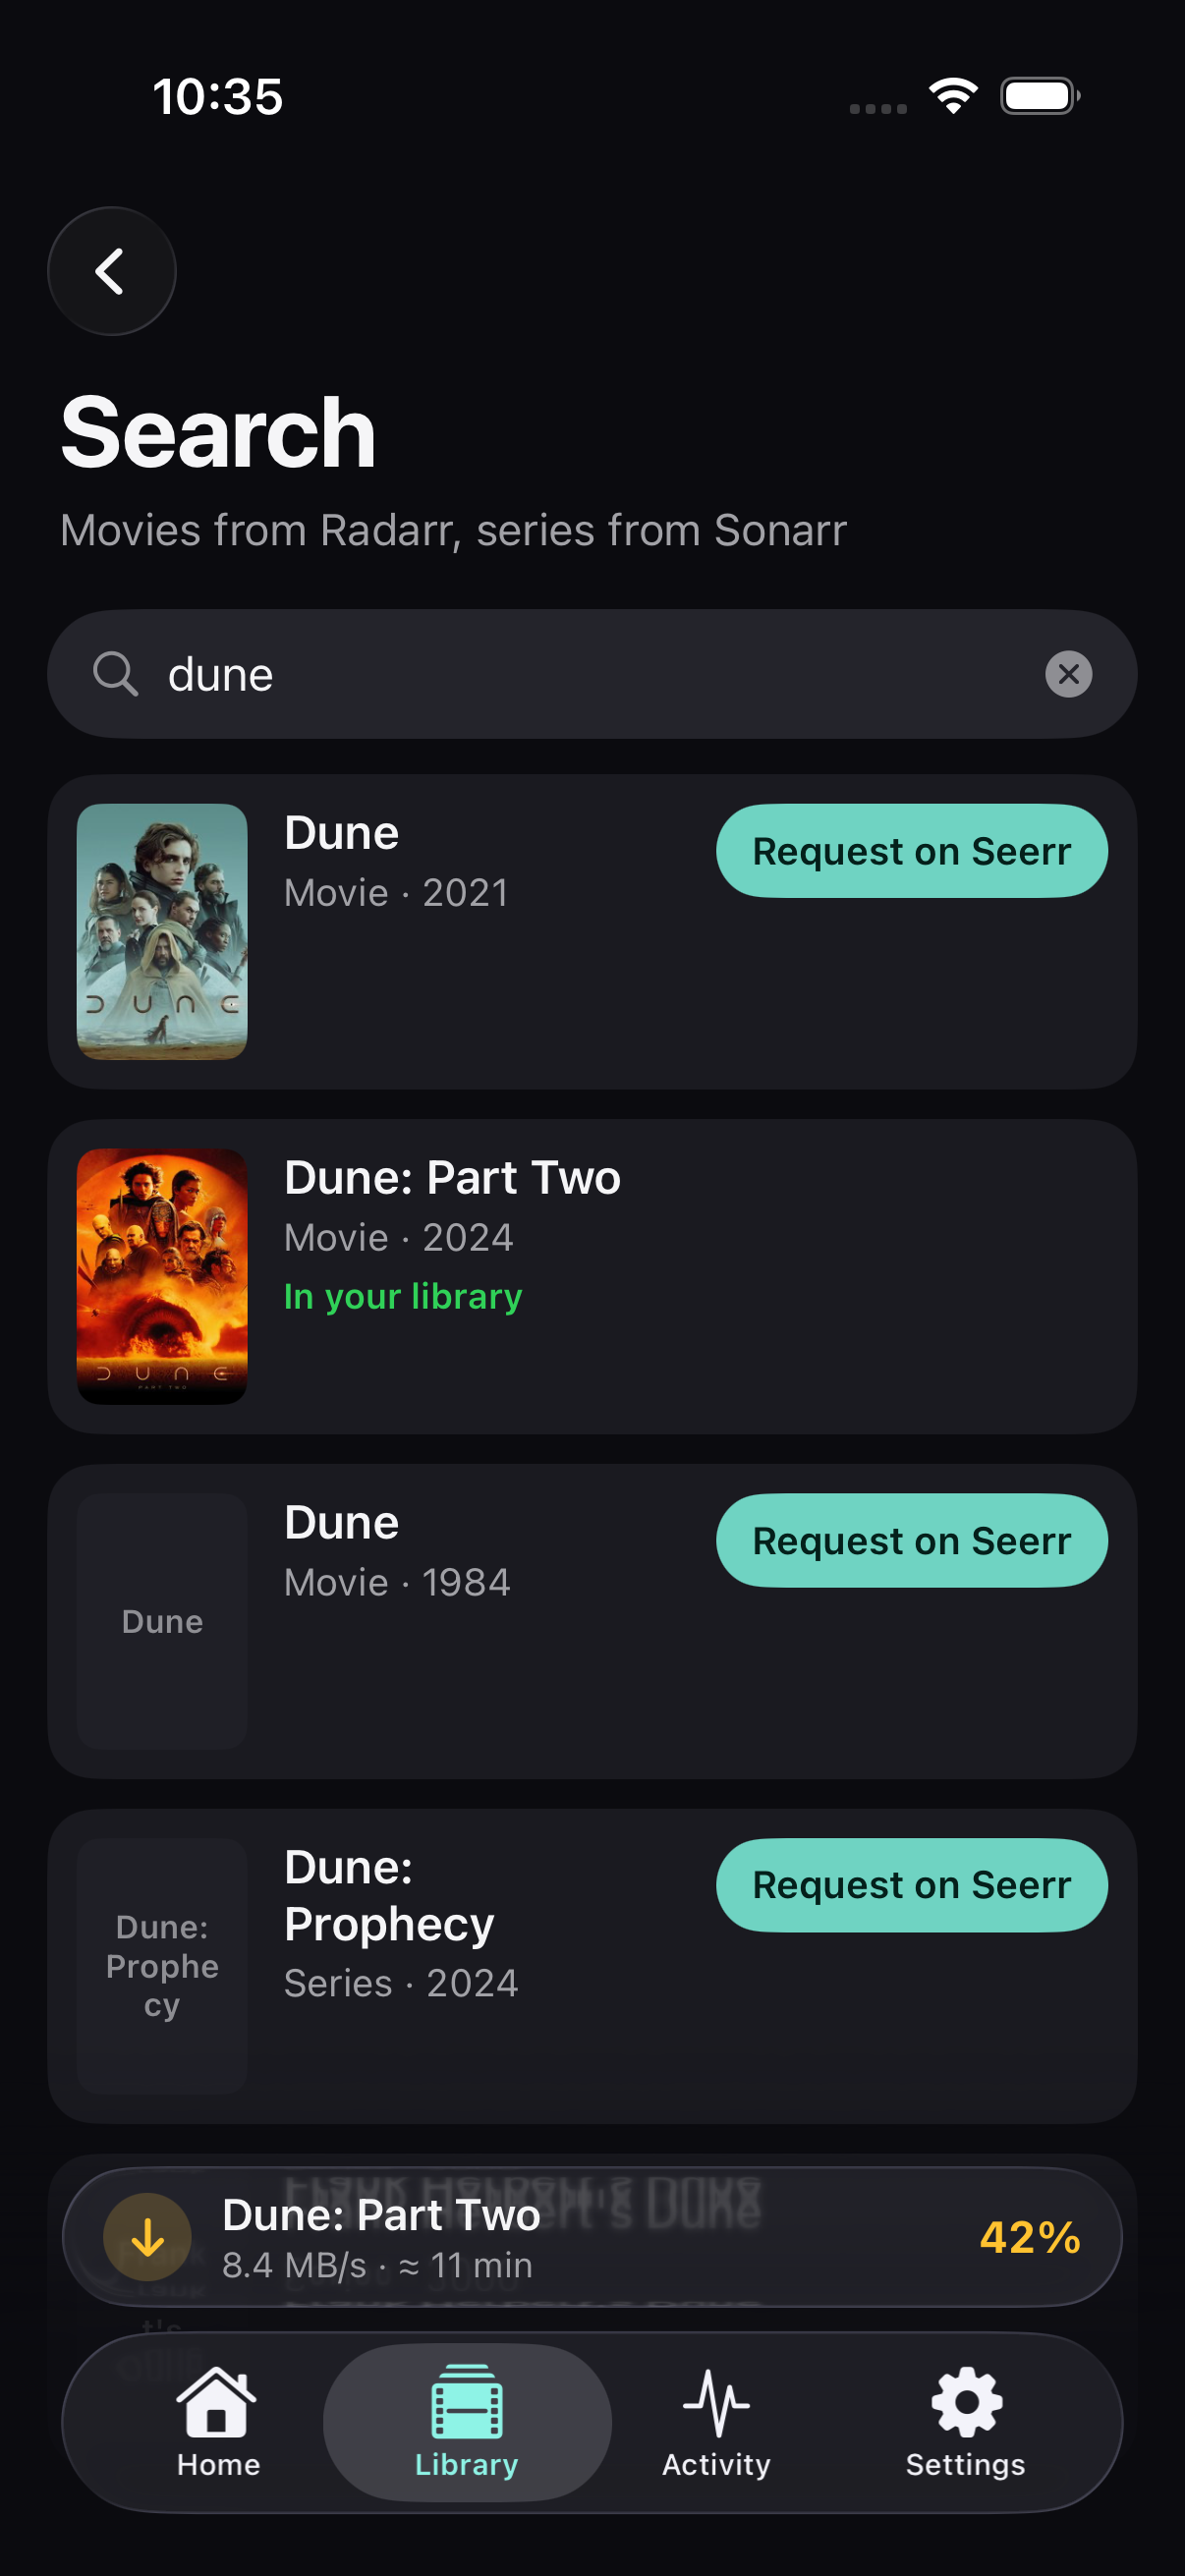 10:35
Search
Movies from Radarr, series from Sonarr
dune
DUNE
Dune
Movie · 2021
Request on Seerr
DUNE
PART TWO
Dune: Part Two
Movie · 2024
In your library
Dune
Dune
Movie · 1984
Request on Seerr
Dune:
Prophe
cy
Dune:
Prophecy
Series · 2024
Request on Seerr
Dune: Part Two
8.4 MB/s · ≈ 11 min
42%
Home
Library
Activity
Settings